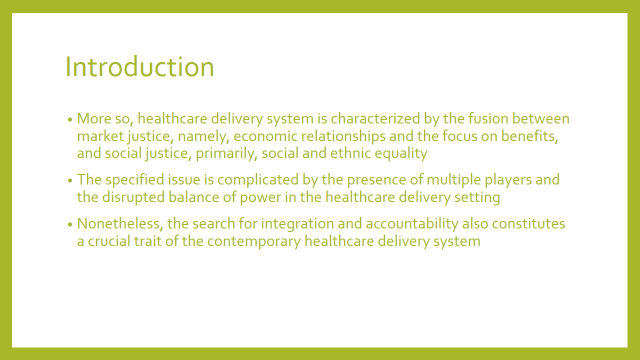 Introduction
• More so, healthcare delivery system is characterized by the fusion between
market justice, namely, economic relationships and the focus on benefits,
and social justice, primarily, social and ethnic equality
• The specified issue is complicated by the presence of multiple players and
the disrupted balance of power in the healthcare delivery setting
• Nonetheless, the search for integration and accountability also constitutes
a crucial trait of the contemporary healthcare delivery system